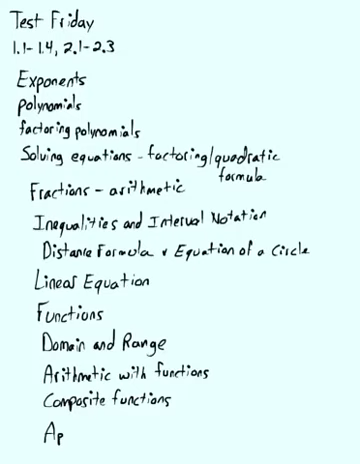 Test Friday
1.1-1.4, 2.1-2.3
Exponents
polynomials
factoring polynomials
Solving equations - factoring/quadratic
formula
Fractions - arithmetic
Inequalities and Interval Notation
Distance Formula & Equation of a Circle
Linear Equation
Functions
Domain and Range
Arithmetic with functions
Composite functions
Ap